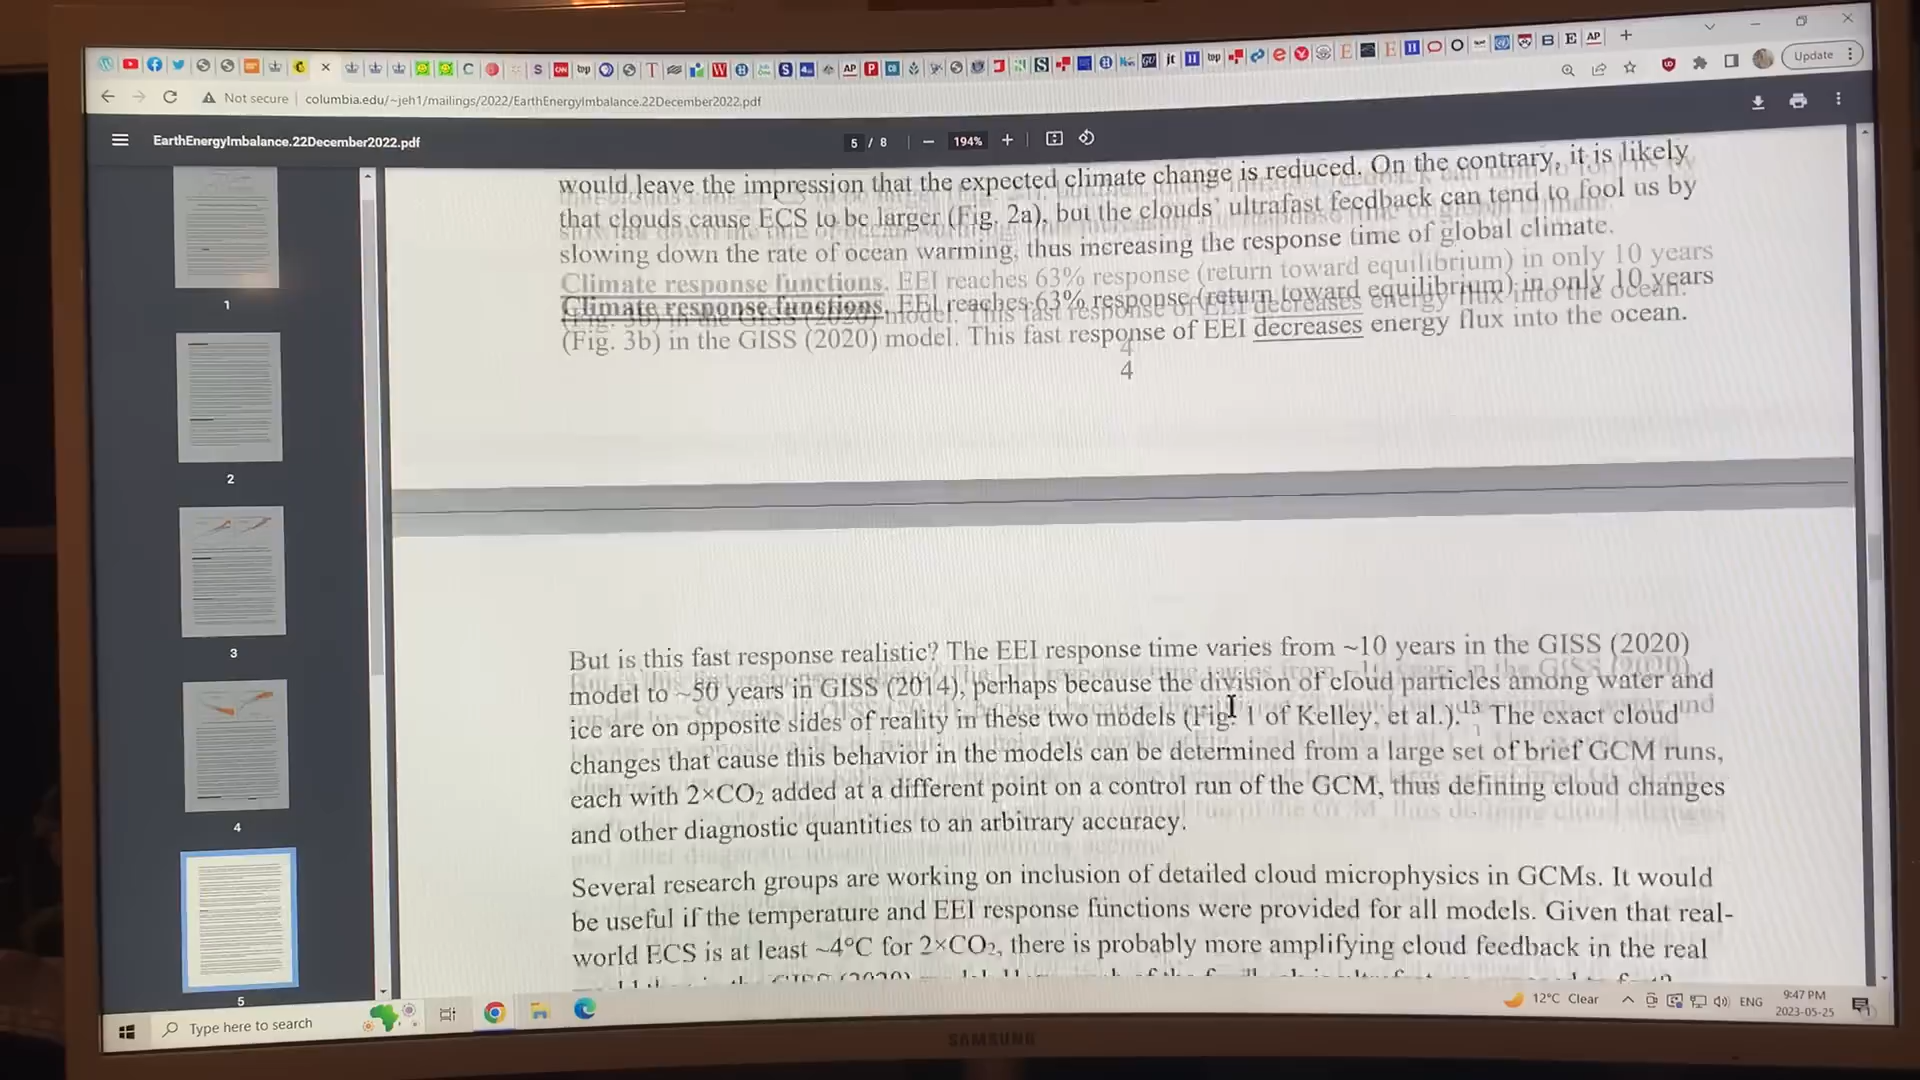 Update
Not secure | columbia.edu/~jeh1/mailings/2022/EarthEnergyImbalance.22December2022.pdf
EarthEnergyImbalance.22December2022.pdf
5 / 8
194%
would leave the impression that the expected climate change is reduced. On the contrary, it is likely
that clouds cause ECS to be larger (Fig. 2a), but the clouds' ultrafast feedback can tend to fool us by
slowing down the rate of ocean warming, thus increasing the response time of global climate.
Climate response functions. EEI reaches 63% response (return toward equilibrium) in only 10 years
(Fig. 3b) in the GISS (2020) model. This fast response of EEI decreases energy flux into the ocean.
4
But is this fast response realistic? The EEI response time varies from ~10 years in the GISS (2020)
model to ~50 years in GISS (2014), perhaps because the division of cloud particles among water and
ice are on opposite sides of reality in these two models (Fig. 1 of Kelley, et al.).13 The exact cloud
changes that cause this behavior in the models can be determined from a large set of brief GCM runs,
each with 2×CO2 added at a different point on a control run of the GCM, thus defining cloud changes
and other diagnostic quantities to an arbitrary accuracy.
Several research groups are working on inclusion of detailed cloud microphysics in GCMs. It would
be useful if the temperature and EEI response functions were provided for all models. Given that real-
world ECS is at least ~4°C for 2×CO2, there is probably more amplifying cloud feedback in the real
1
2
3
4
5
Type here to search
12°C Clear
ENG
9:47 PM
2023-05-25
SAMSUNG